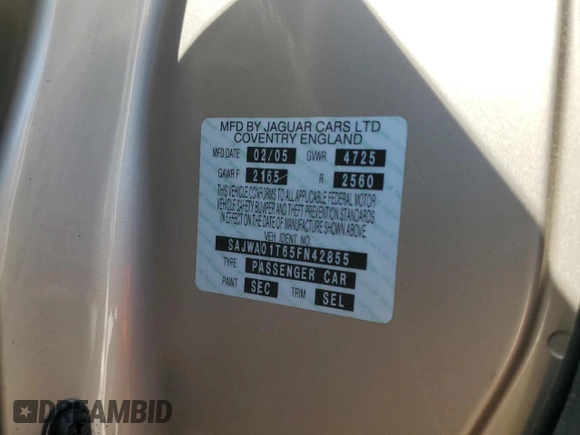 MFD BY JAGUAR CARS LTD
COVENTRY ENGLAND
MFD.DATE 02/05 GVWR 4725
GAWR F 2165 R 2560
THIS VEHICLE CONFORMS TO ALL APPLICABLE FEDERAL MOTOR
VEHICLE SAFETY BUMPER AND THEFT PREVENTION STANDARDS
IN EFFECT ON THE DATE OF MANUFACTURE SHOWN ABOVE.
VEH IDENT NO
SAJWA01T65FN42855
TYPE PASSENGER CAR
PAINT SEC TRIM SEL
DREAMBID